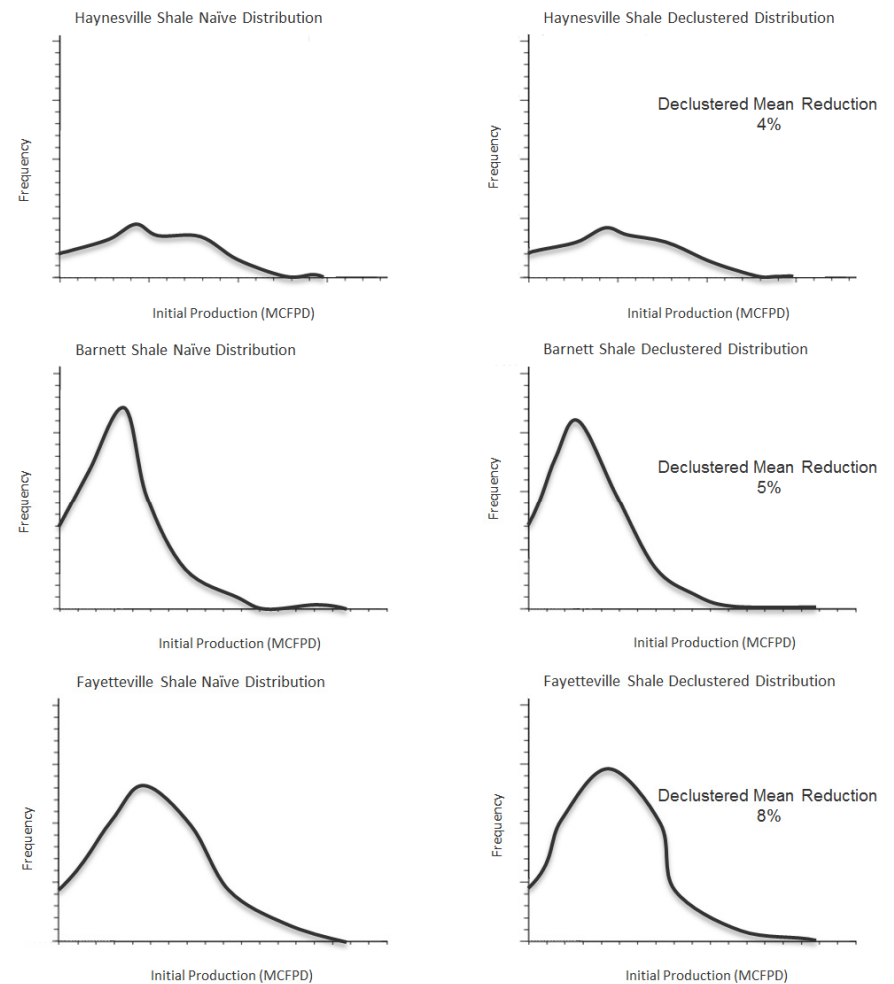 Haynesville Shale Naïve Distribution
Haynesville Shale Declustered Distribution
Frequency
Frequency
Declustered Mean Reduction
4%
Initial Production (MCFPD)
Initial Production (MCFPD)
Barnett Shale Naïve Distribution
Barnett Shale Declustered Distribution
Frequency
Frequency
Declustered Mean Reduction
5%
Initial Production (MCFPD)
Initial Production (MCFPD)
Fayetteville Shale Naïve Distribution
Fayetteville Shale Declustered Distribution
Frequency
Frequency
Declustered Mean Reduction
8%
Initial Production (MCFPD)
Initial Production (MCFPD)